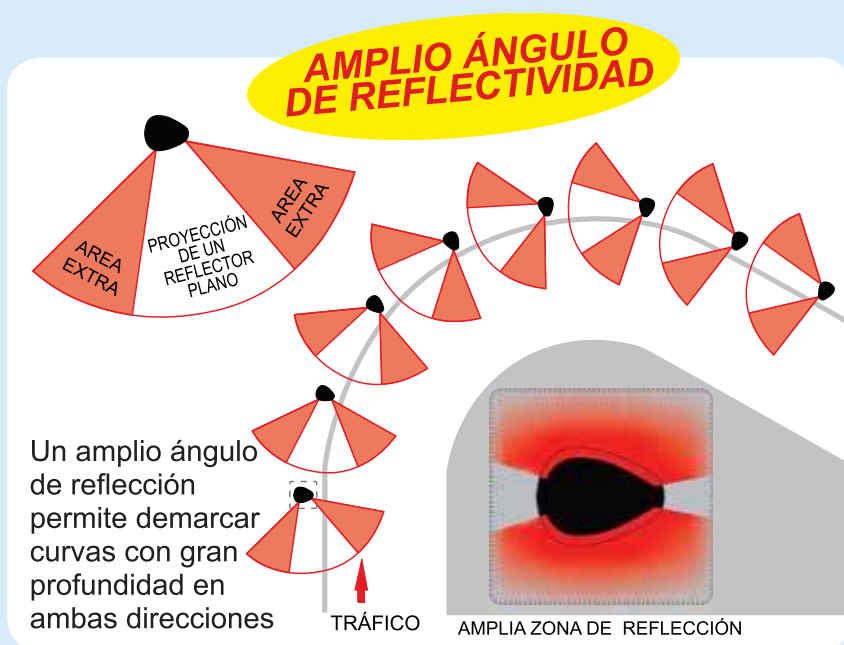 AMPLIO ÁNGULO
DE REFLECTIVIDAD
AREA
EXTRA
PROYECCIÓN
DE UN
REFLECTOR
PLANO
AREA
EXTRA
Un amplio ángulo
de reflección
permite demarcar
curvas con gran
profundidad en
ambas direcciones
TRÁFICO
AMPLIA ZONA DE REFLECCIÓN